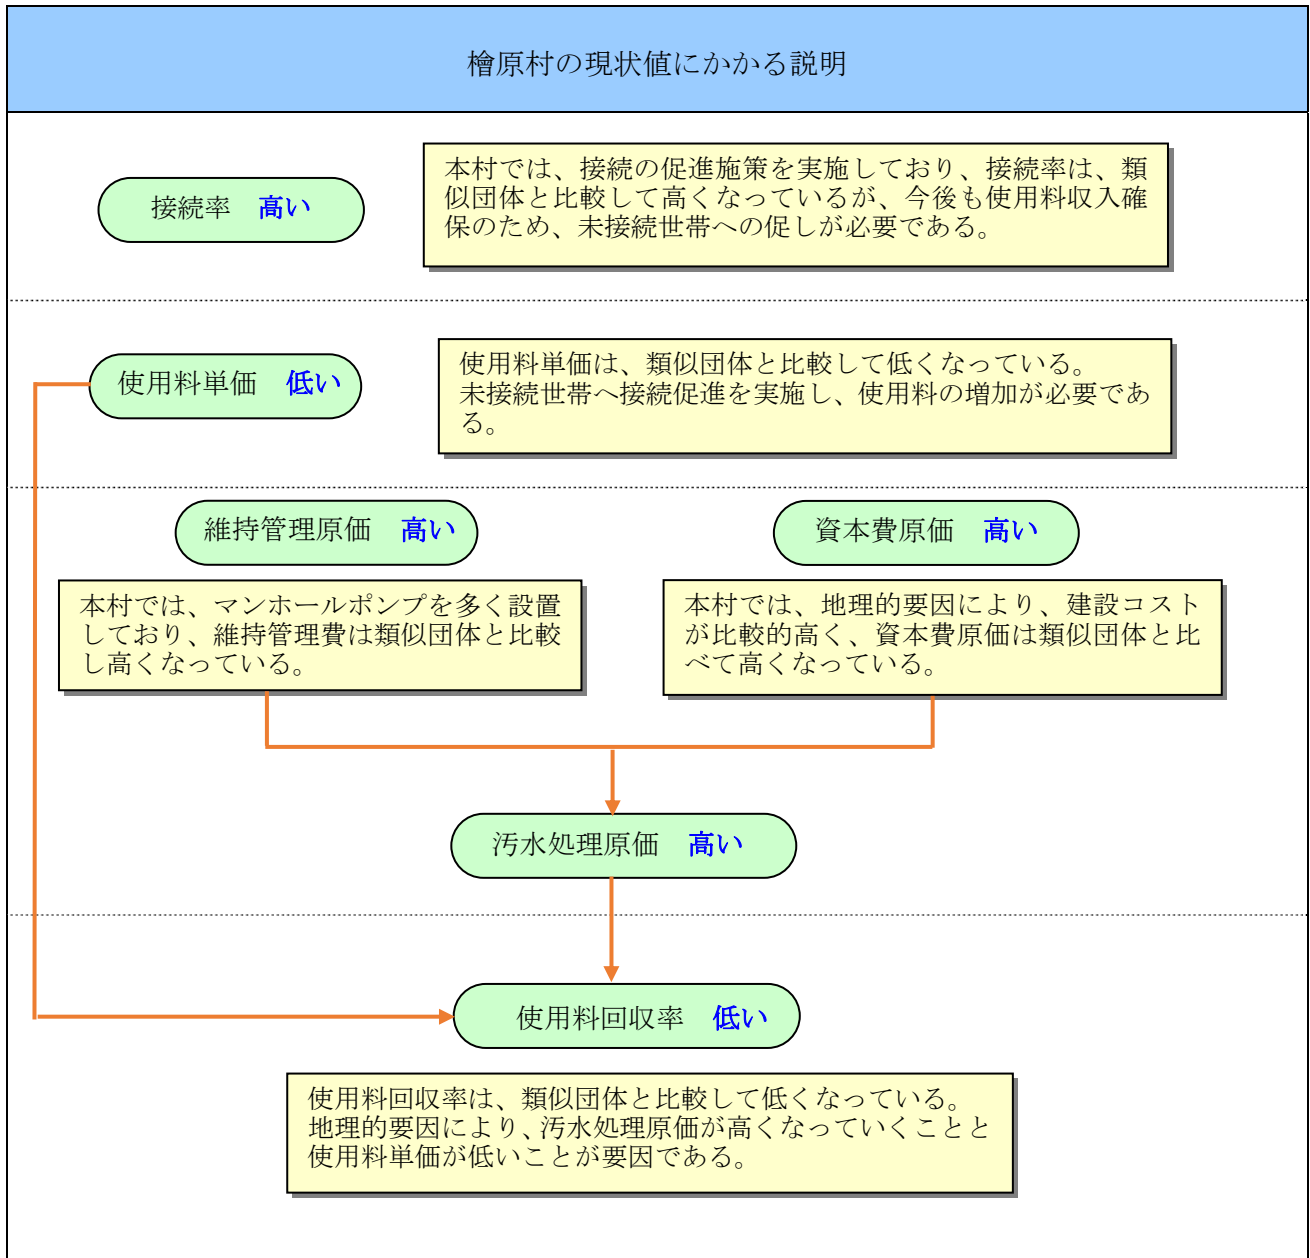 檜原村の現状値にかかる説明
接続率　高い
本村では、接続の促進施策を実施しており、接続率は、類
似団体と比較して高くなっているが、今後も使用料収入確
保のため、未接続世帯への促しが必要である。
使用料単価　低い
使用料単価は、類似団体と比較して低くなっている。
未接続世帯へ接続促進を実施し、使用料の増加が必要であ
る。
維持管理原価　高い
本村では、マンホールポンプを多く設置
しており、維持管理費は類似団体と比較
し高くなっている。
資本費原価　高い
本村では、地理的要因により、建設コスト
が比較的高く、資本費原価は類似団体と比
べて高くなっている。
汚水処理原価　高い
使用料回収率　低い
使用料回収率は、類似団体と比較して低くなっている。
地理的要因により、汚水処理原価が高くなっていくことと
使用料単価が低いことが要因である。